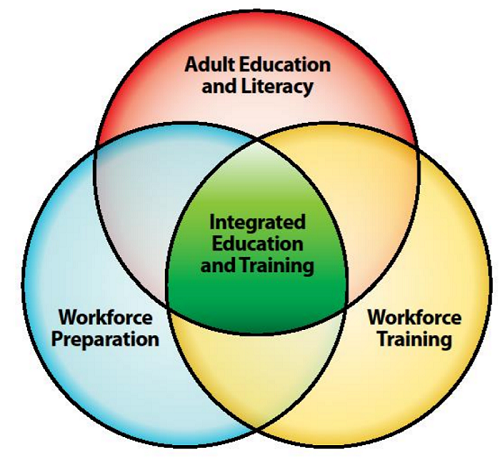 Adult Education
and Literacy
Integrated
Education
and Training
Workforce
Preparation
Workforce
Training